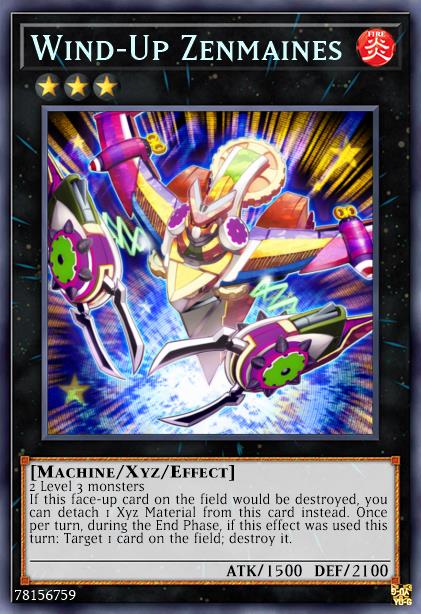 Wind-Up Zenmaines
FIRE
炎
[Machine/Xyz/Effect]
2 Level 3 monsters
If this face-up card on the field would be destroyed, you
can detach 1 Xyz Material from this card instead. Once
per turn, during the End Phase, if this effect was used this
turn: Target 1 card on the field; destroy it.
ATK/1500 DEF/2100
78156759